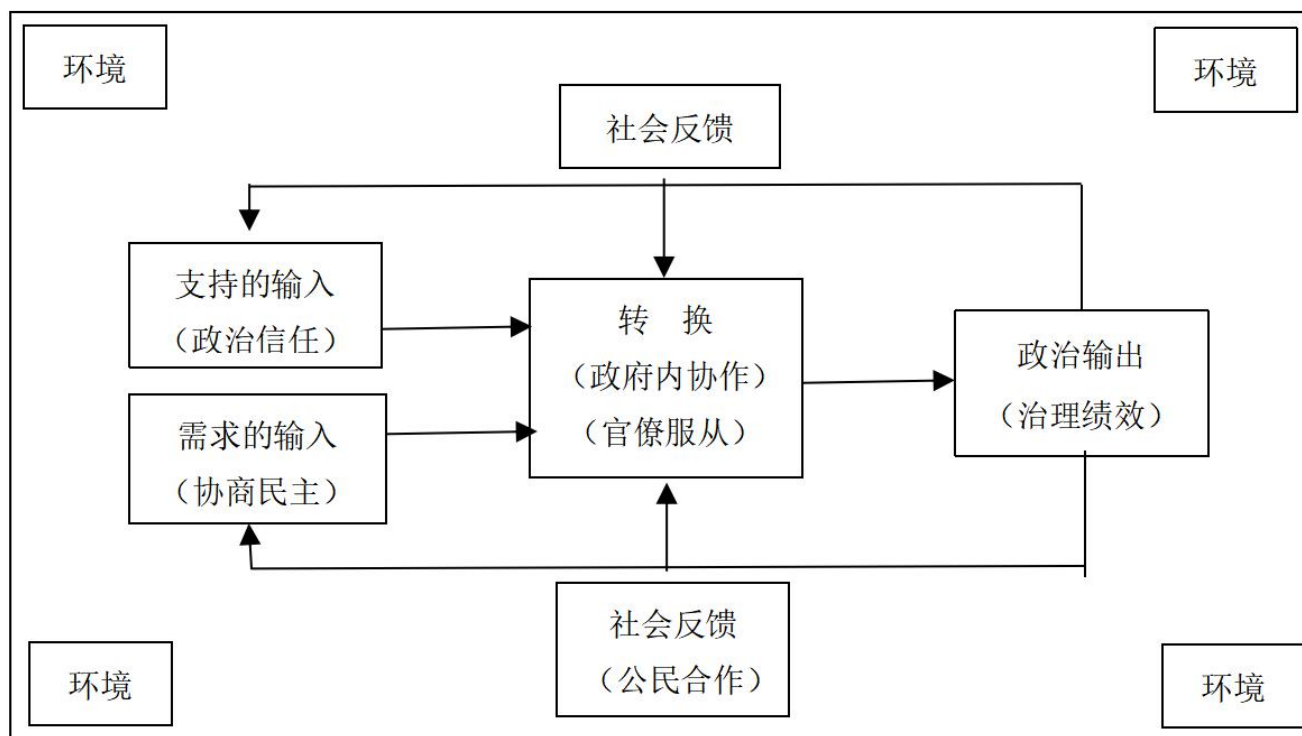 环境
环境
社会反馈
支持的输入
（政治信任）
转 换
（政府内协作）
（官僚服从）
政治输出
（治理绩效）
需求的输入
（协商民主）
社会反馈
（公民合作）
环境
环境